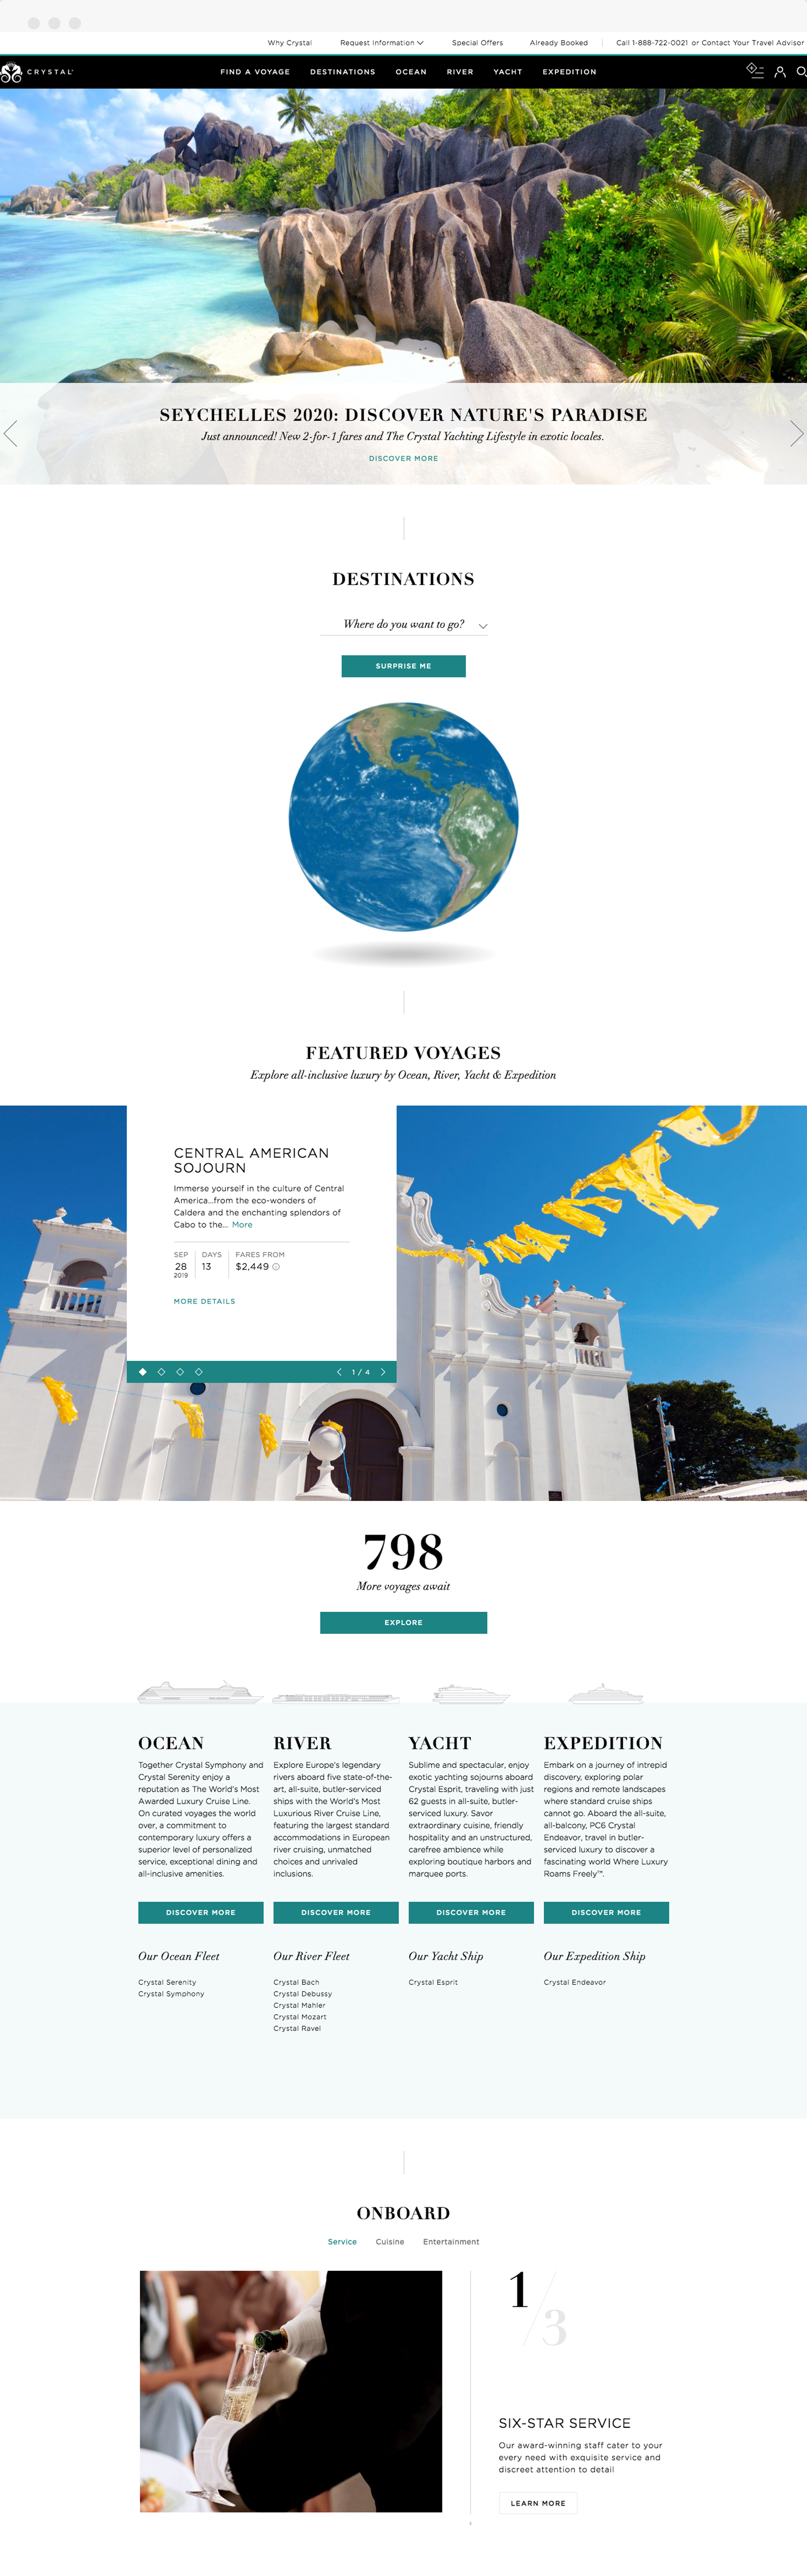 Why Crystal Request Information Special Offers Already Booked Call 1-888-722-0021 or Contact Your Travel Advisor
CRYSTAL
FIND A VOYAGE DESTINATIONS OCEAN RIVER YACHT EXPEDITION
SEYCHELLES 2020: DISCOVER NATURE'S PARADISE
Just announced! New 2-for-1 fares and The Crystal Yachting Lifestyle in exotic locales.
DISCOVER MORE
DESTINATIONS
Where do you want to go?
SURPRISE ME
FEATURED VOYAGES
Explore all-inclusive luxury by Ocean, River, Yacht & Expedition
CENTRAL AMERICAN
SOJOURN
Immerse yourself in the culture of Central
America...from the eco-wonders of
Caldera and the enchanting splendors of
Cabo to the... More
SEP DAYS FARES FROM
28 13 $2,449
2019
MORE DETAILS
1 / 4
798
More voyages await
EXPLORE
OCEAN
Together Crystal Symphony and
Crystal Serenity enjoy a
reputation as The World's Most
Awarded Luxury Cruise Line.
On curated voyages the world
over, a commitment to
contemporary luxury offers a
superior level of personalized
service, exceptional dining and
all-inclusive amenities.
DISCOVER MORE
Our Ocean Fleet
Crystal Serenity
Crystal Symphony
RIVER
Explore Europe's legendary
rivers aboard five state-of-the-
art, all-suite, butler-serviced
ships with the World's Most
Luxurious River Cruise Line,
featuring the largest standard
accommodations in European
river cruising, unmatched
choices and unrivaled
inclusions.
DISCOVER MORE
Our River Fleet
Crystal Bach
Crystal Debussy
Crystal Mahler
Crystal Mozart
Crystal Ravel
YACHT
Sublime and spectacular, enjoy
exotic yachting sojourns aboard
Crystal Esprit, traveling with just
62 guests in all-suite, butler-
serviced luxury. Savor
extraordinary cuisine, friendly
hospitality and an unstructured,
carefree ambience while
exploring boutique harbors and
marquee ports.
DISCOVER MORE
Our Yacht Ship
Crystal Esprit
EXPEDITION
Embark on a journey of intrepid
discovery, exploring polar
regions and remote landscapes
where standard cruise ships
cannot go. Aboard the all-suite,
all-balcony, PC6 Crystal
Endeavor, travel in butler-
serviced luxury to discover a
fascinating world Where Luxury
Roams Freely™.
DISCOVER MORE
Our Expedition Ship
Crystal Endeavor
ONBOARD
Service Cuisine Entertainment
1/3
SIX-STAR SERVICE
Our award-winning staff cater to your
every need with exquisite service and
discreet attention to detail
LEARN MORE